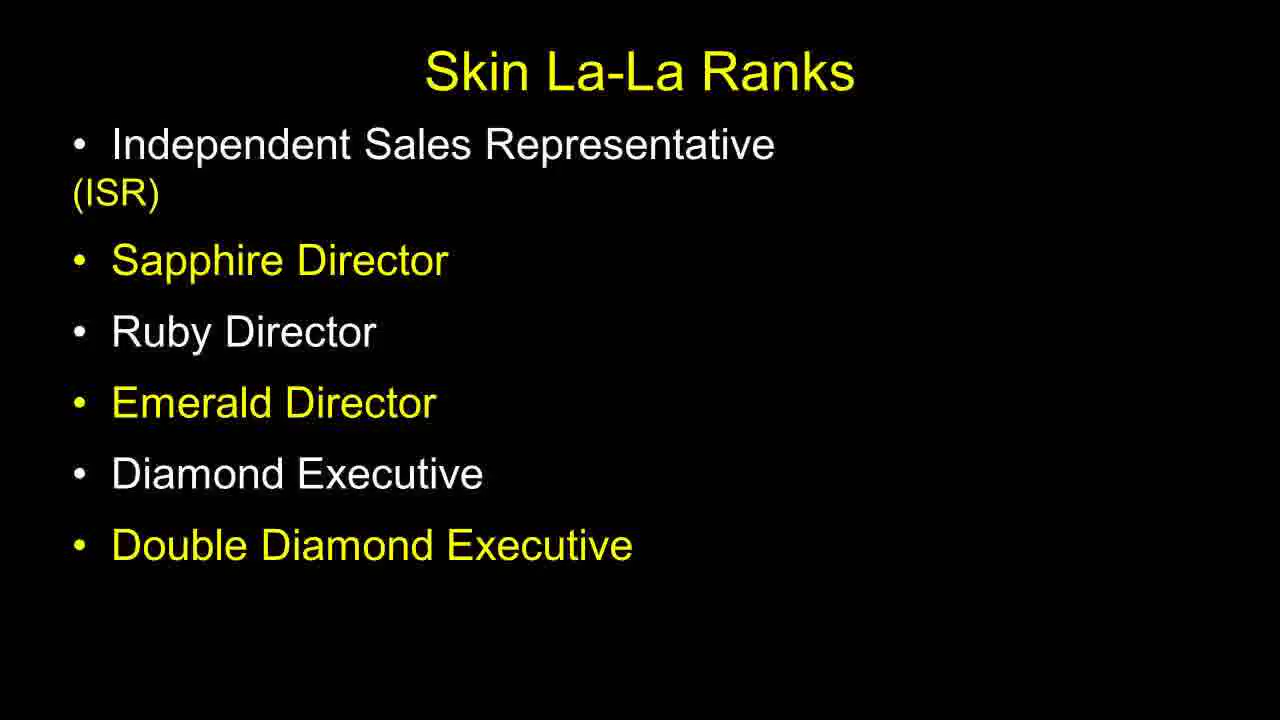 Skin La-La Ranks
• Independent Sales Representative
(ISR)
• Sapphire Director
• Ruby Director
• Emerald Director
• Diamond Executive
• Double Diamond Executive